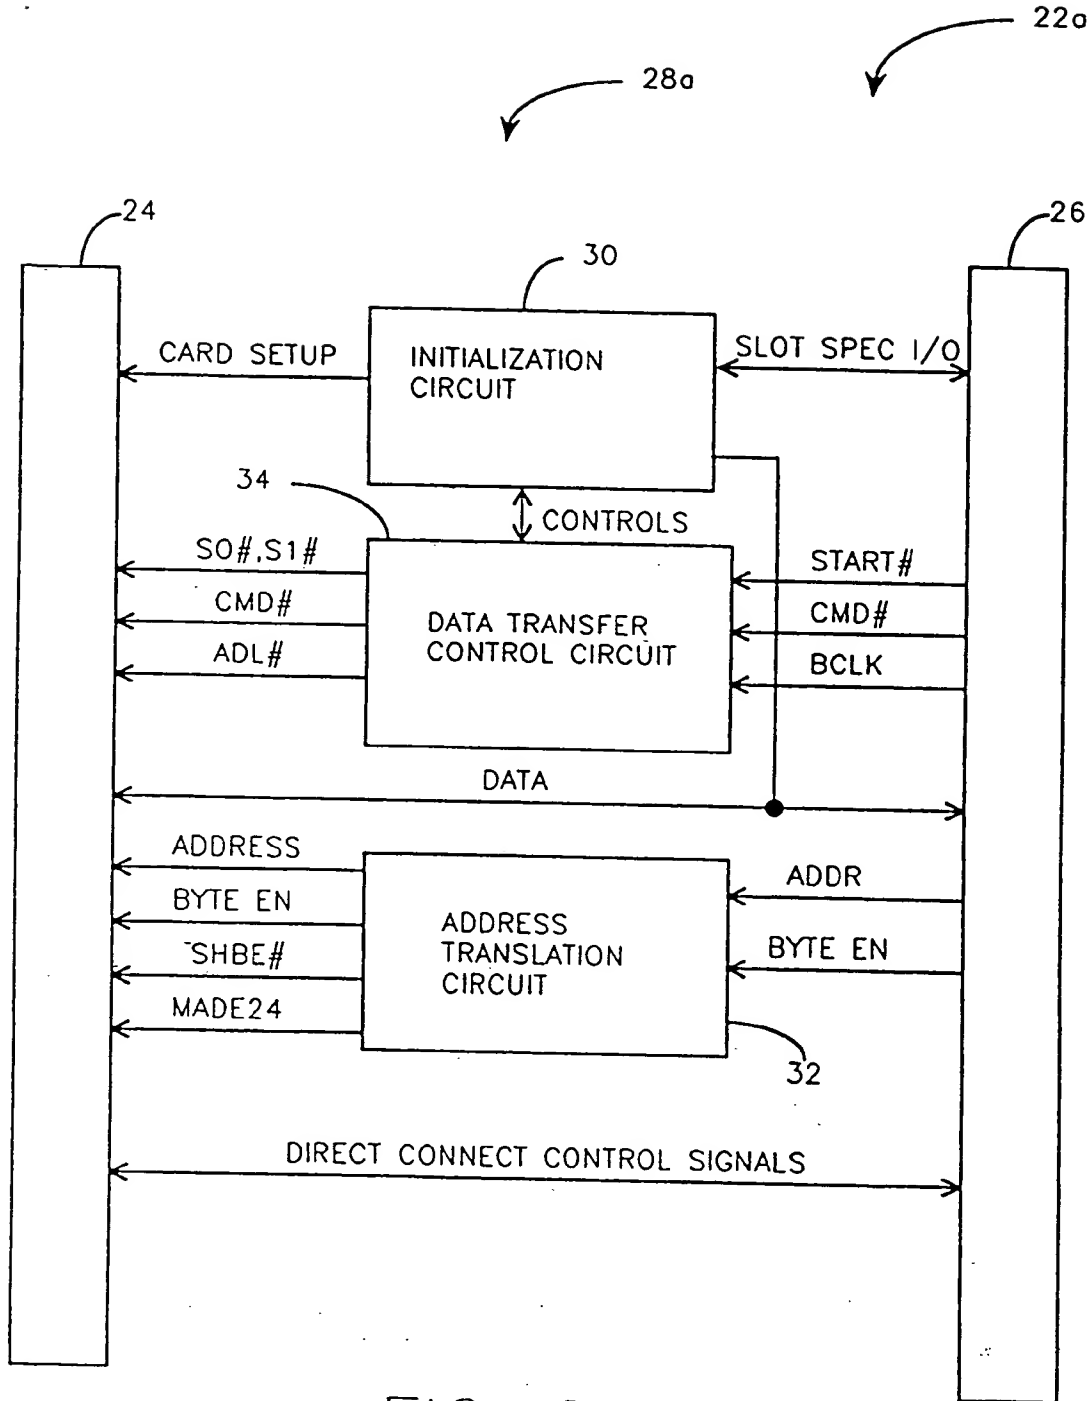 22a
28a
24
26
30
CARD SETUP
INITIALIZATION
CIRCUIT
SLOT SPEC I/O
34
CONTROLS
S0#,S1#
CMD#
ADL#
DATA TRANSFER
CONTROL CIRCUIT
START#
CMD#
BCLK
DATA
ADDRESS
BYTE EN
SHBE#
MADE24
ADDRESS
TRANSLATION
CIRCUIT
ADDR
BYTE EN
32
DIRECT CONNECT CONTROL SIGNALS